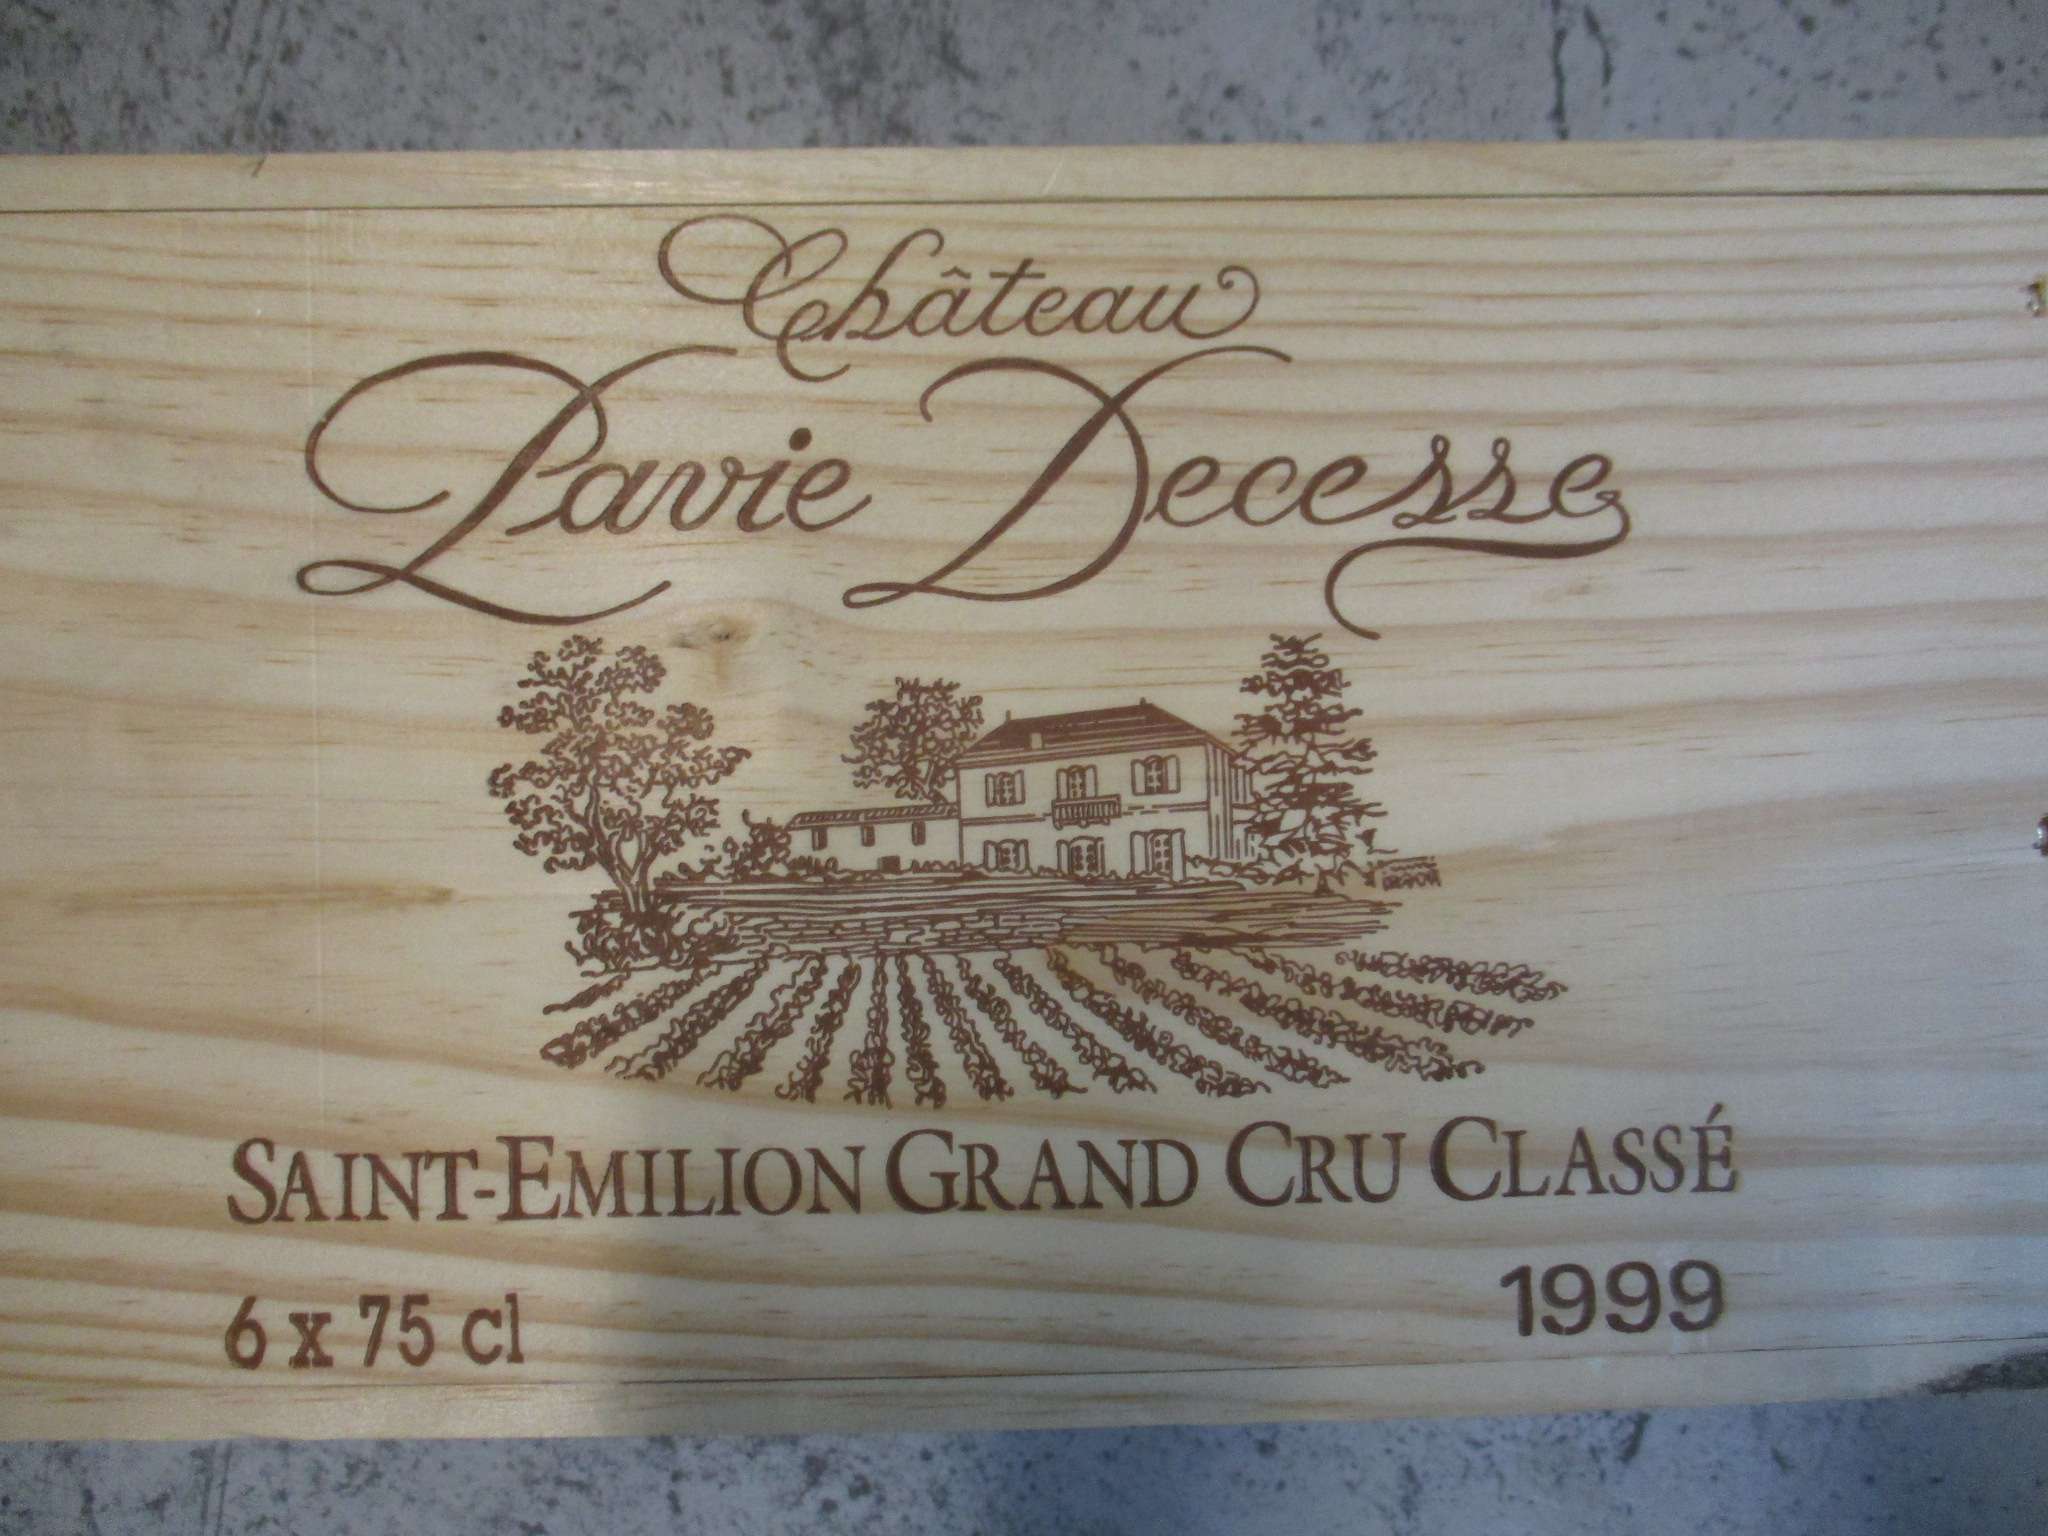 Château
Pavie Decesse
SAINT-EMILION GRAND CRU CLASSÉ
6 x 75 cl
1999